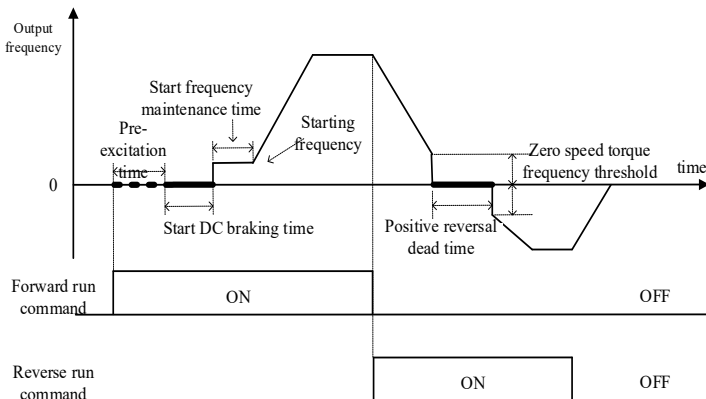 Output
frequency
Start frequency
maintenance time
Pre-
excitation
time
Starting
frequency
Zero speed torque
frequency threshold
time
0
Start DC braking time
Positive reversal
dead time
Forward run
command
ON
OFF
Reverse run
command
ON
OFF